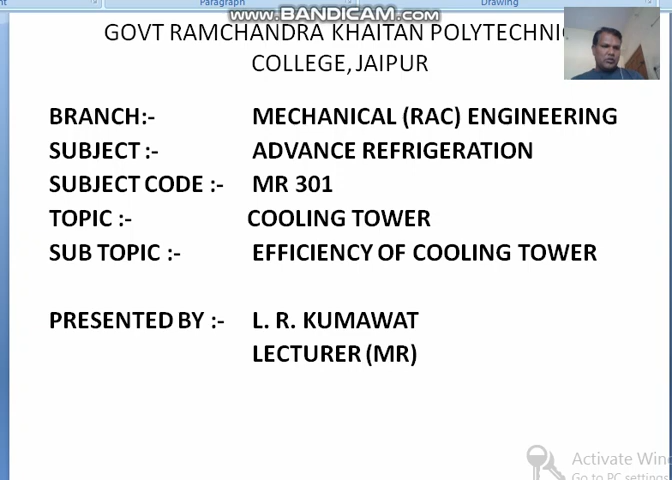 Paragraph
Drawing
www.BANDICAM.com
GOVT RAMCHANDRA KHAITAN POLYTECHNIC
COLLEGE, JAIPUR
BRANCH:- MECHANICAL (RAC) ENGINEERING
SUBJECT :- ADVANCE REFRIGERATION
SUBJECT CODE :- MR 301
TOPIC :- COOLING TOWER
SUB TOPIC :- EFFICIENCY OF COOLING TOWER
PRESENTED BY :- L. R. KUMAWAT
LECTURER (MR)
Activate Win
Go to PC settings